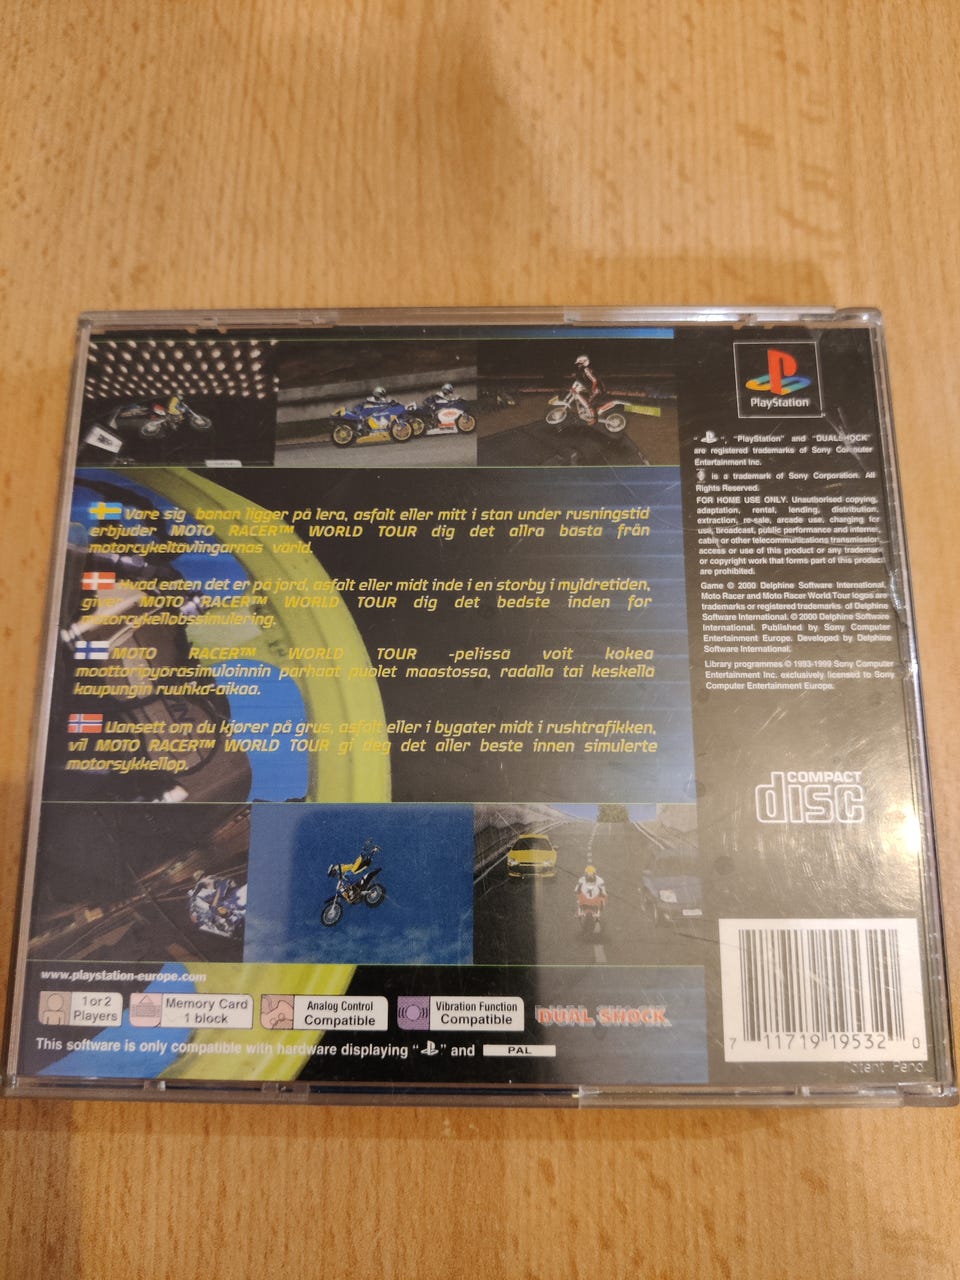 PlayStation
" ", "PlayStation" and "DUALSHOCK"
are registered trademarks of Sony Computer
Entertainment Inc.
is a trademark of Sony Corporation. All
Rights Reserved.
FOR HOME USE ONLY. Unauthorised copying,
adaptation, rental, lending, distribution,
extraction, re-sale, arcade use, charging for
use, broadcast, public performance and internet,
cable or other telecommunications transmission,
access or use of this product or any trademark
or copyright work that forms part of this product
are prohibited.
Game © 2000 Delphine Software International.
Moto Racer and Moto Racer World Tour logos are
trademarks or registered trademarks of Delphine
Software International. © 2000 Delphine Software
International. Published by Sony Computer
Entertainment Europe. Developed by Delphine
Software International.
Library programmes © 1993-1999 Sony Computer
Entertainment Inc. exclusively licensed to Sony
Computer Entertainment Europe.
Vare sig banan ligger på lera, asfalt eller mitt i stan under rusningstid
erbjuder MOTO RACER™ WORLD TOUR dig det allra bästa från
motorcykeltävlingarnas värld.
Hvad enten det er på jord, asfalt eller midt inde i en storby i myldretiden,
giver MOTO RACER™ WORLD TOUR dig det bedste inden for
motorcykelløbssimulering.
MOTO RACER™ WORLD TOUR -pelissä voit kokea
moottoripyöräsimuloinnin parhaat puolet maastossa, radalla tai keskellä
kaupungin ruuhka-aikaa.
Uansett om du kjører på grus, asfalt eller i bygater midt i rushtrafikken,
vil MOTO RACER™ WORLD TOUR gi deg det aller beste innen simulerte
motorsykkelløp.
COMPACT
disc
www.playstation-europe.com
1 or 2
Players
Memory Card
1 block
Analog Control
Compatible
Vibration Function
Compatible
DUAL SHOCK
This software is only compatible with hardware displaying " " and PAL
7 11719 19532 0
Patent Pend.